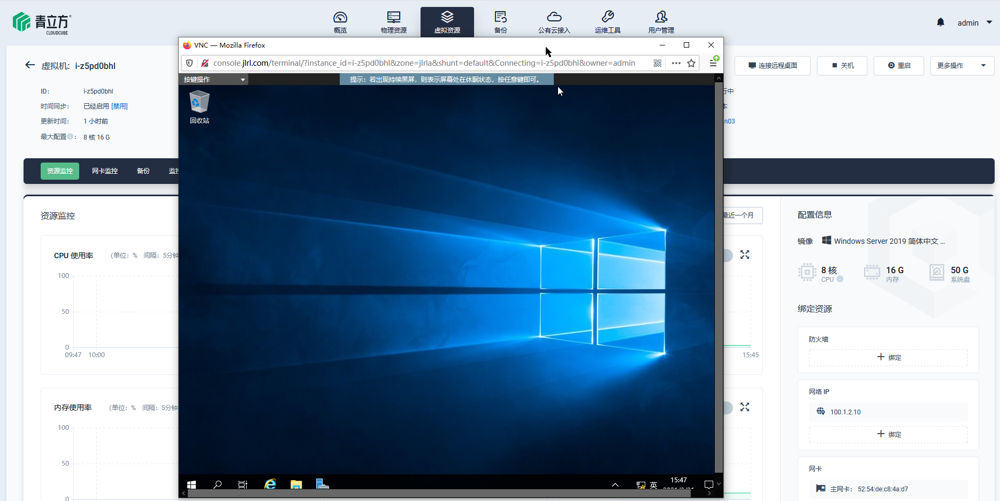 青立方®
CLOUDCUBE
概览
物理资源
虚拟资源
备份
公有云接入
运维工具
用户管理
admin
虚拟机: i-z5pd0bhl
连接远程桌面
关机
重启
更多操作
ID:
i-z5pd0bhl
时间同步:
已经启用 [禁用]
更新时间:
1 小时前
最大配置:
8 核 16 G
行中
本
n03
资源监控
网卡监控
备份
监控
VNC — Mozilla Firefox
console.jlrl.com/terminal/?instance_id=i-z5pd0bhl&zone=jlrla&shunt=default&Connecting=i-z5pd0bhl&owner=admin
按键操作
提示：若出现持续黑屏，则表示屏幕处在休眠状态，按任意键即可。
回收站
英
15:47
资源监控
最近一个月
CPU 使用率
(单位: % 间隔: 5分钟
100
50
0
09:47
10:00
15:45
内存使用率
(单位: % 间隔: 5分钟
100
50
0
配置信息
镜像
Windows Server 2019 简体中文 ...
8 核
CPU
16 G
内存
50 G
系统盘
绑定资源
防火墙
+ 绑定
网络 IP
100.1.2.10
+ 绑定
网卡
主网卡: 52:54:de:c8:4a:d7